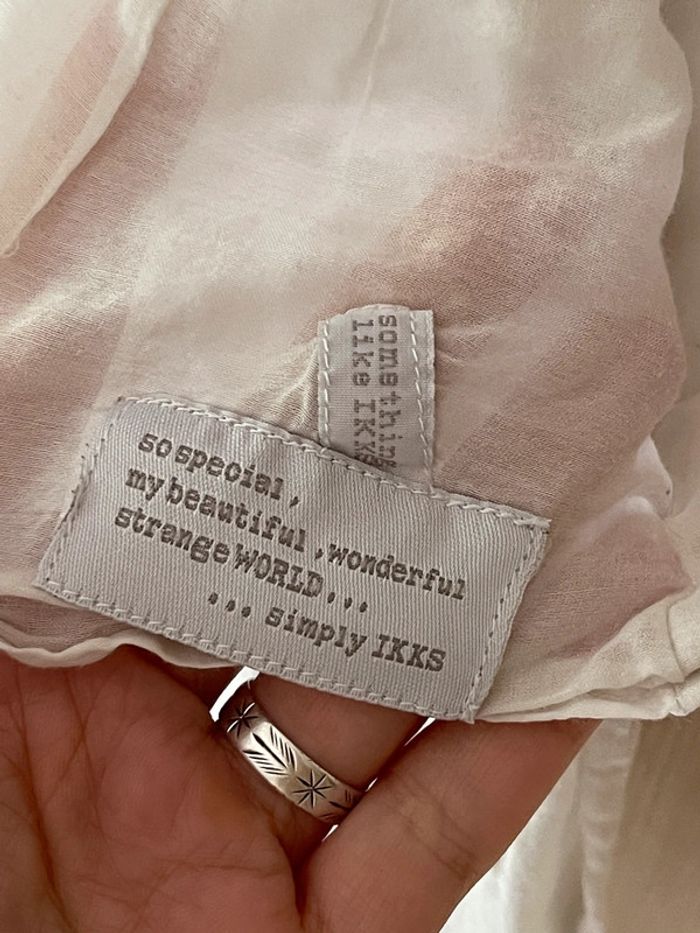 something
like IKKS
so special,
my beautiful ,wonderful
strange WORLD...
... simply IKKS